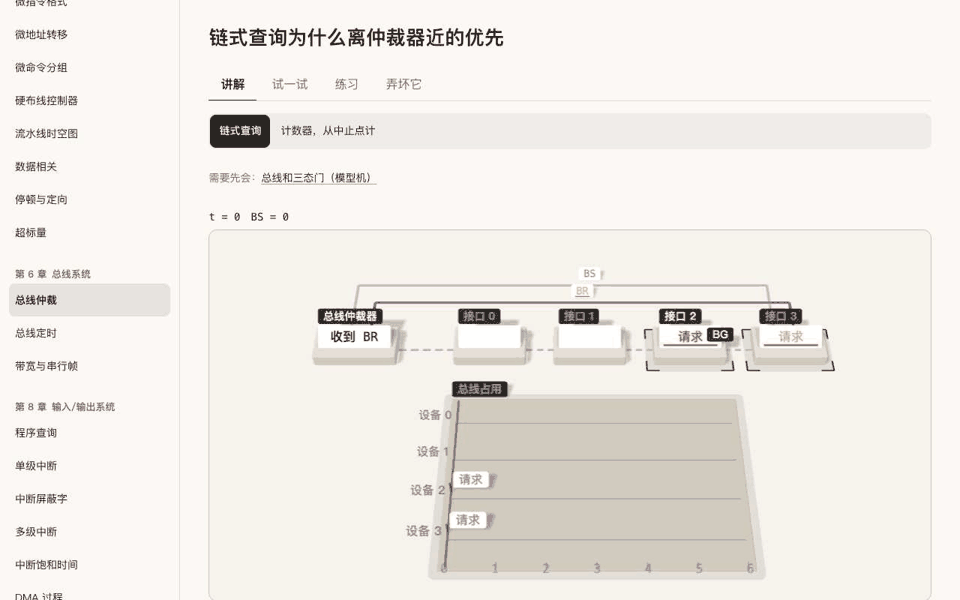 微指令格式
微地址转移
微命令分组
硬布线控制器
流水线时空图
数据相关
停顿与定向
超标量
第 6 章 总线系统
总线仲裁
总线定时
带宽与串行帧
第 8 章 输入/输出系统
程序查询
单级中断
中断屏蔽字
多级中断
中断饱和时间
DMA 过程
链式查询为什么离仲裁器近的优先
讲解 试一试 练习 弄坏它
链式查询 计数器，从中止点计
需要先会： 总线和三态门（模型机）
t = 0 BS = 0
BS
BR
总线仲裁器 接口 0 接口 1 接口 2 接口 3
收到 BR 请求 BG 请求
总线占用
设备 0
设备 1
设备 2 请求
设备 3 请求
0 1 2 3 4 5 6